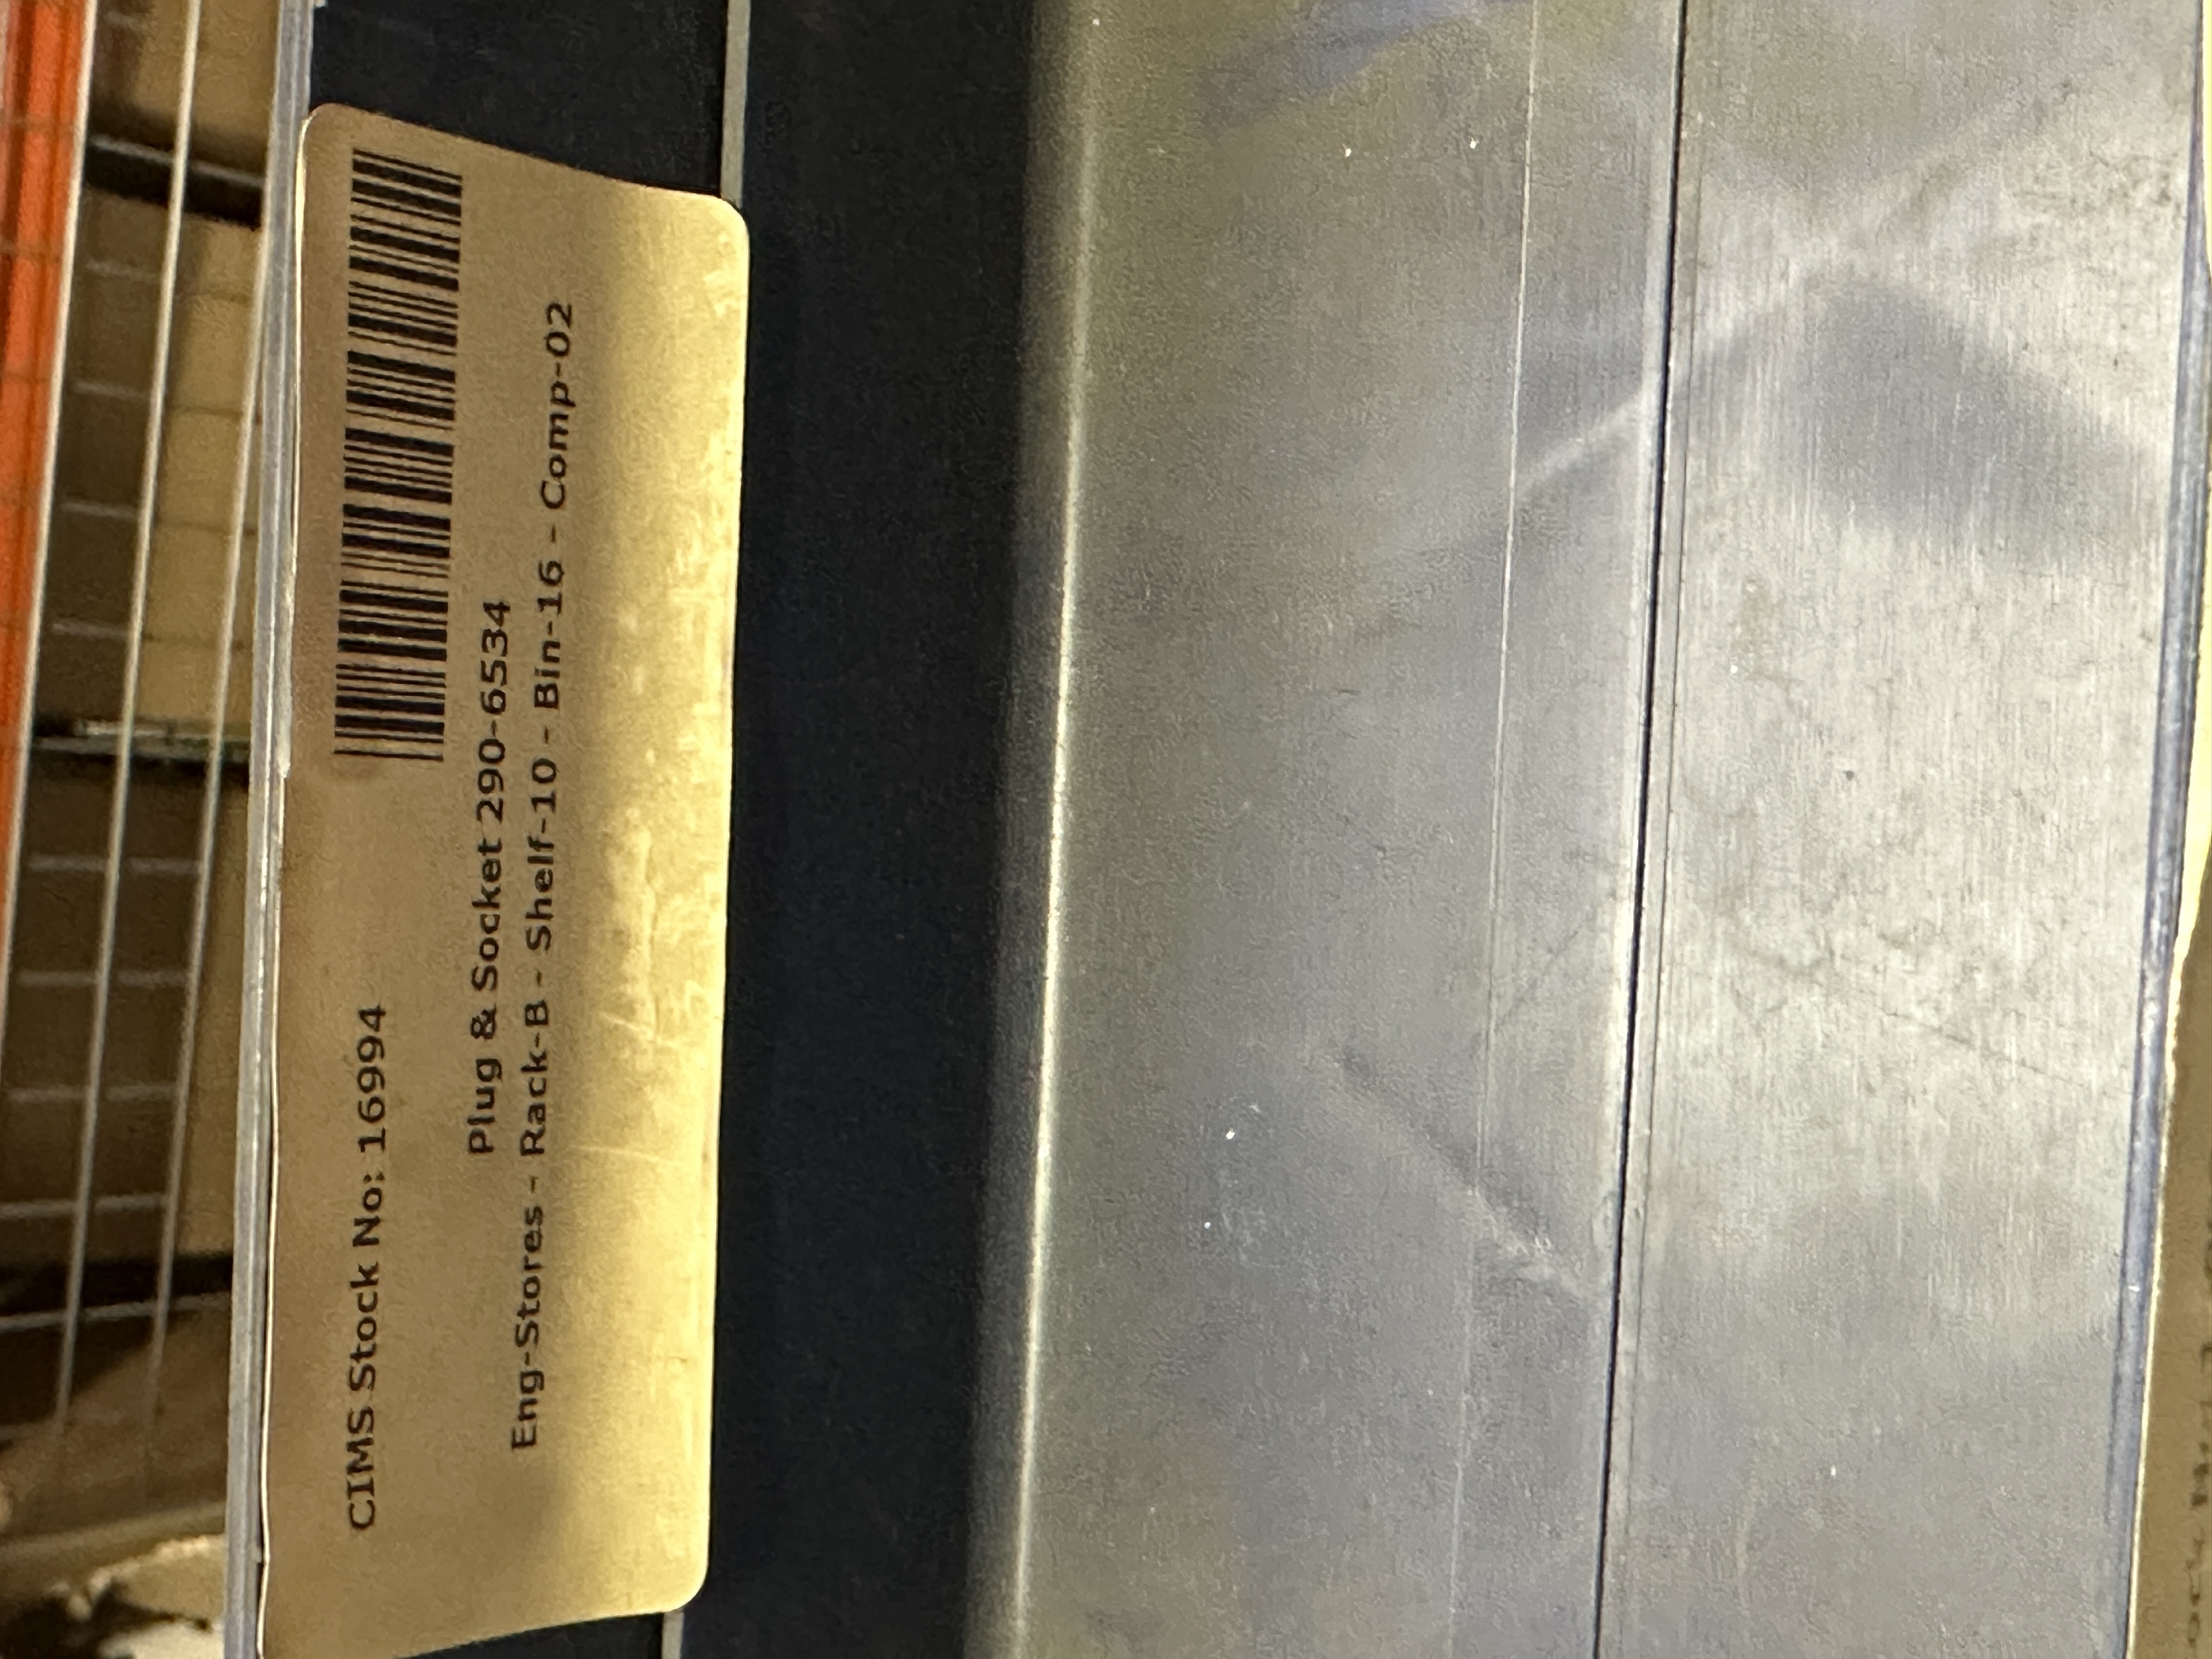 CIMS Stock No: 16994
Plug & Socket 290-6534
Eng-Stores - Rack-B - Shelf-10 - Bin-16 - Comp-02